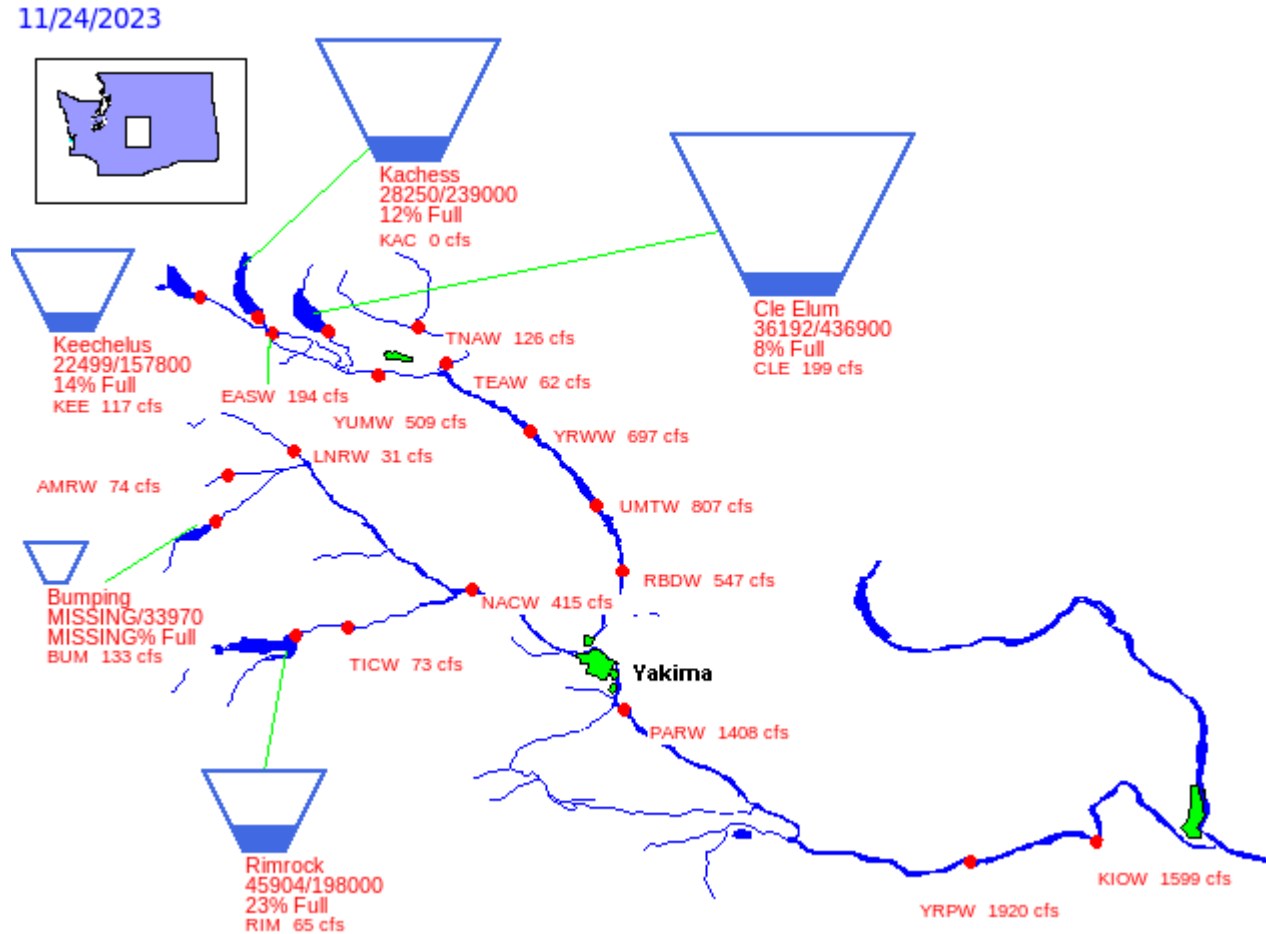 11/24/2023
Kachess
28250/239000
12% Full
KAC 0 cfs
Cle Elum
36192/436900
8% Full
CLE 199 cfs
Keechelus
22499/157800
14% Full
KEE 117 cfs
TNAW 126 cfs
TEAW 62 cfs
EASW 194 cfs
YUMW 509 cfs
YRWW 697 cfs
LNRW 31 cfs
AMRW 74 cfs
UMTW 807 cfs
RBDW 547 cfs
Bumping
MISSING/33970
MISSING% Full
BUM 133 cfs
NACW 415 cfs
TICW 73 cfs
Yakima
PARW 1408 cfs
Rimrock
45904/198000
23% Full
RIM 65 cfs
KIOW 1599 cfs
YRPW 1920 cfs